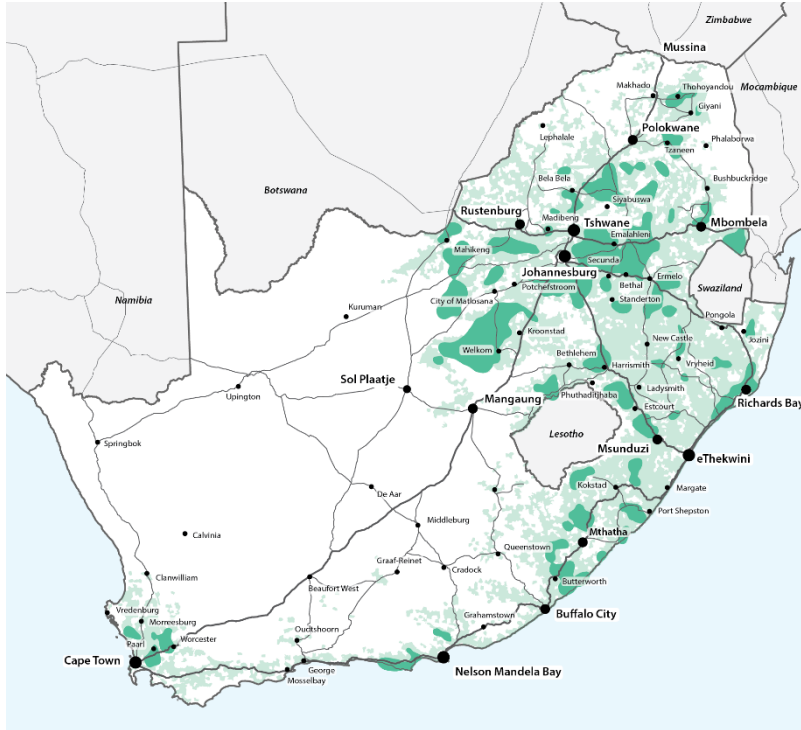 Zimbabwe
Mussina
Makhado
Thohoyandou
Mocambique
Giyani
Polokwane
Lephalale
Tzaneen
Phalaborwa
Botswana
Bela Bela
Bushbuckridge
Siyabuswa
Rustenburg
Madibeng
Tshwane
Mbombela
Emalahleni
Mahikeng
Secunda
Johannesburg
Ermelo
Swaziland
Namibia
Potchefstroom
Bethal
City of Matlosana
Standerton
Kuruman
Pongola
Kroonstad
New Castle
Jozini
Welkom
Bethlehem
Harrismith
Vryheid
Sol Plaatje
Upington
Phuthaditjhaba
Ladysmith
Richards Bay
Mangaung
Estcourt
Springbok
Lesotho
Msunduzi
eThekwini
De Aar
Kokstad
Margate
Port Shepston
Middleburg
Calvinia
Mthatha
Queenstown
Graaf-Reinet
Cradock
Clanwilliam
Butterworth
Beaufort West
Vredenburg
Morreesburg
Grahamstown
Buffalo City
Oudtshoorn
Worcester
Paarl
Cape Town
George
Nelson Mandela Bay
Mosselbay